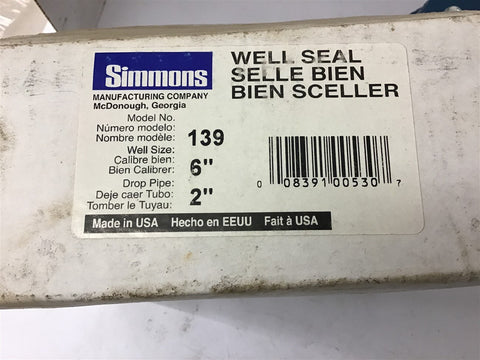 Simmons
MANUFACTURING COMPANY
McDonough, Georgia
WELL SEAL
SELLE BIEN
BIEN SCELLER
Model No.
Número modelo:
Nombre modèle:
139
Well Size:
Calibre bien:
Bien Calibrer:
6"
Drop Pipe:
Deje caer Tubo:
Tomber le Tuyau:
2"
0 08391 00530 7
Made in USA Hecho en EEUU Fait à USA